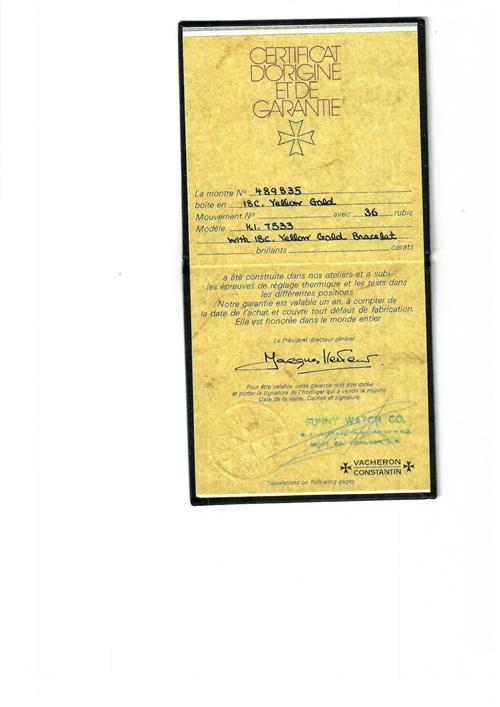 CERTIFICAT
D'ORIGINE
ET DE
GARANTIE
La montre Nº 489835
boîte en 18C. Yellow Gold
Mouvement Nº avec 36 rubis
Modèle KI. 7533
with 18C. Yellow Gold Bracelet
brillants carats
a été construite dans nos ateliers et a subi
les épreuves de réglage thermique et les tests dans
les différentes positions.
Notre garantie est valable un an, à compter de
la date de l'achat et couvre tout défaut de fabrication.
Elle est honorée dans le monde entier
Le Président directeur général
Pour être valable, cette garantie doit être datée
et porter la signature de l'horloger qui a vendu la montre
Date de la vente. Cachet et signature.
SUNNY WATCH CO.
VACHERON
CONSTANTIN
Translations on following pages